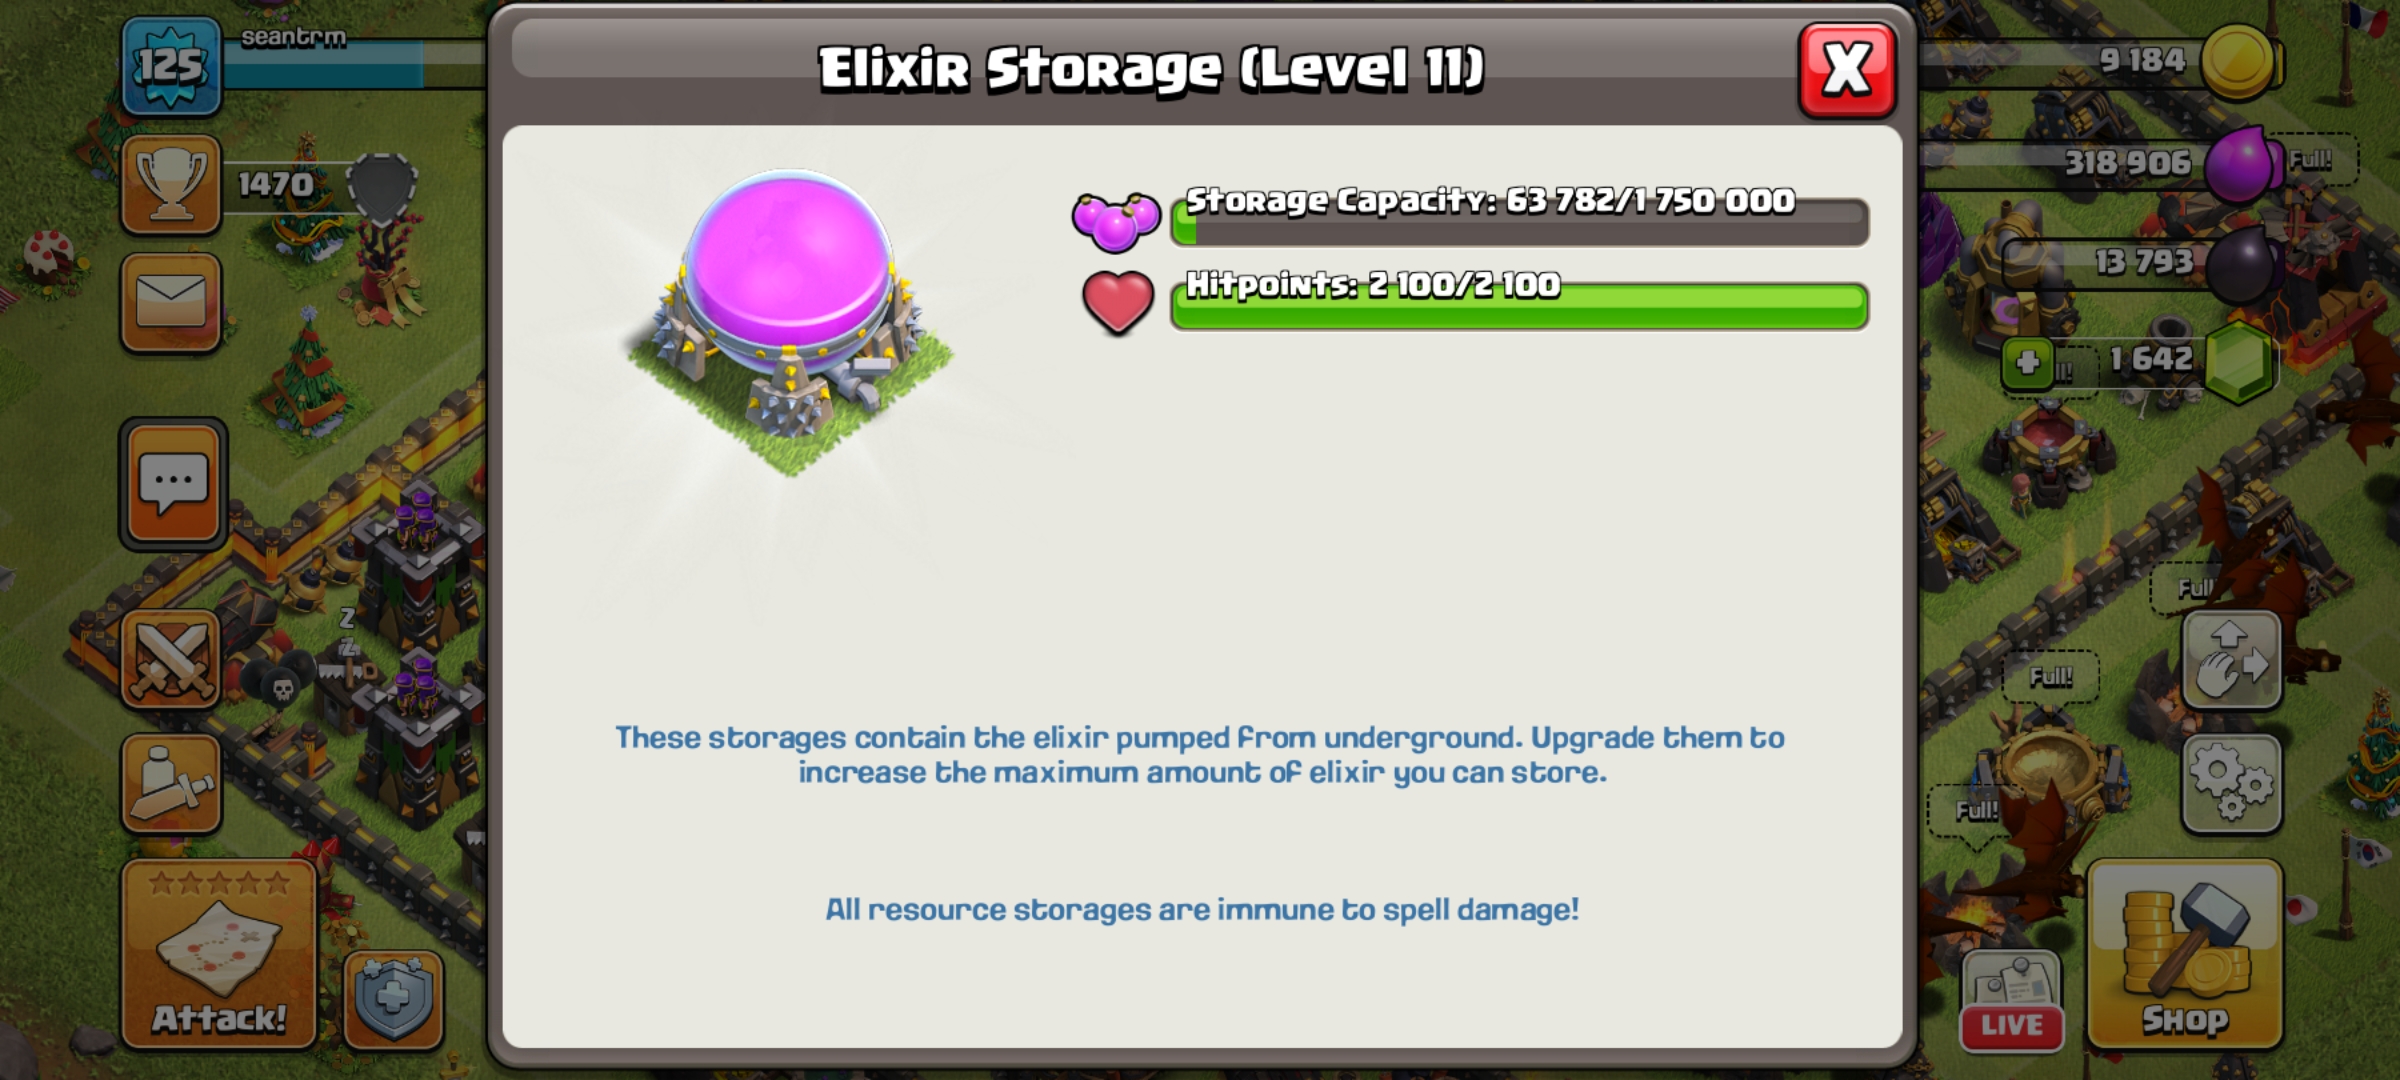 125
seantrm
Elixir Storage (Level 11)
X
9 184
1470
Storage Capacity: 63 782/1 750 000
318 906
Full!
Hitpoints: 2 100/2 100
13 793
1 642
Full
Z
Z
Full!
These storages contain the elixir pumped from underground. Upgrade them to
increase the maximum amount of elixir you can store.
Full!
All resource storages are immune to spell damage!
Attack!
LIVE
Shop